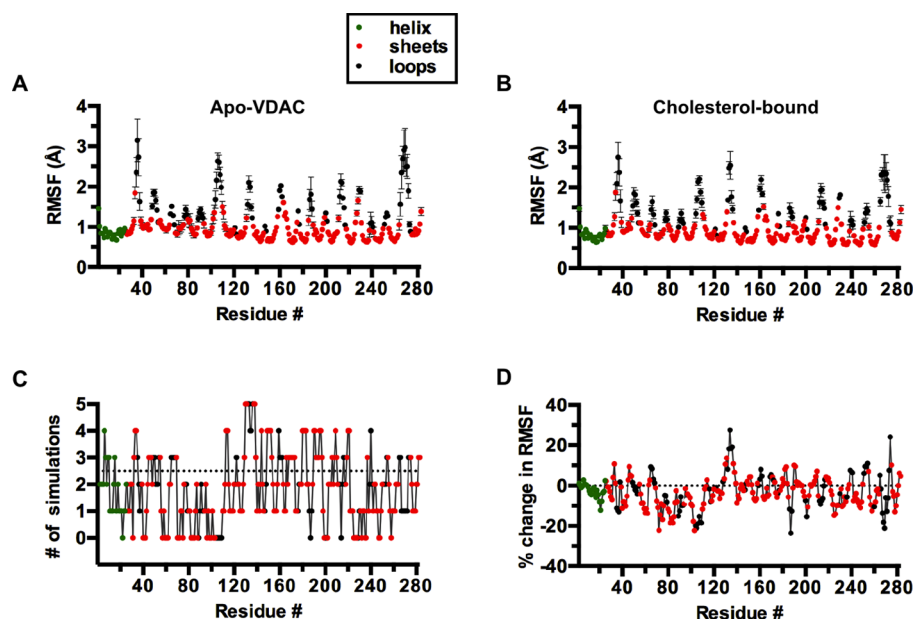 helix
sheets
loops
A
Apo-VDAC
RMSF (Å)
4
3
2
1
0
40 80 120 160 200 240 280
Residue #
B
Cholesterol-bound
RMSF (Å)
4
3
2
1
0
40 80 120 160 200 240 280
Residue #
C
# of simulations
5
4
3
2
1
0
40 80 120 160 200 240 280
Residue #
D
% change in RMSF
40
20
0
-20
-40
40 80 120 160 200 240 280
Residue #